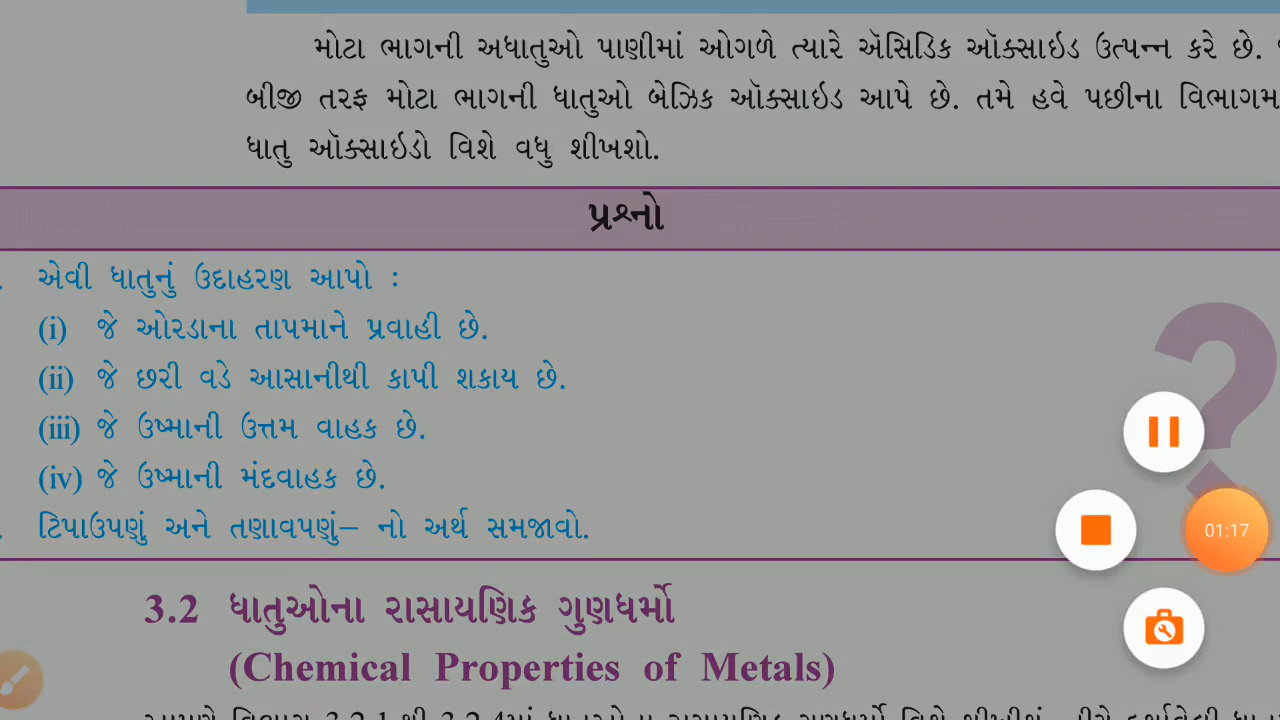 મોટા ભાગની અધાતુઓ પાણીમાં ઓગળે ત્યારે ઍસિડિક ઑક્સાઇડ ઉત્પન્ન કરે છે.
બીજી તરફ મોટા ભાગની ધાતુઓ બેઝિક ઑક્સાઇડ આપે છે. તમે હવે પછીના
ધાતુ ઑક્સાઇડો વિશે વધુ શીખશો.
પ્રશ્નો
એવી ધાતુનું ઉદાહરણ આપો :
(i) જે ઓરડાના તાપમાને પ્રવાહી છે.
(ii) જે છરી વડે આસાનીથી કાપી શકાય છે.
(iii) જે ઉષ્માની ઉત્તમ વાહક છે.
(iv) જે ઉષ્માની મંદવાહક છે.
ટિપાઉપણું અને તણાવપણું– નો અર્થ સમજાવો.
?
01:17
3.2 ધાતુઓના રાસાયણિક ગુણધર્મો
(Chemical Properties of Metals)